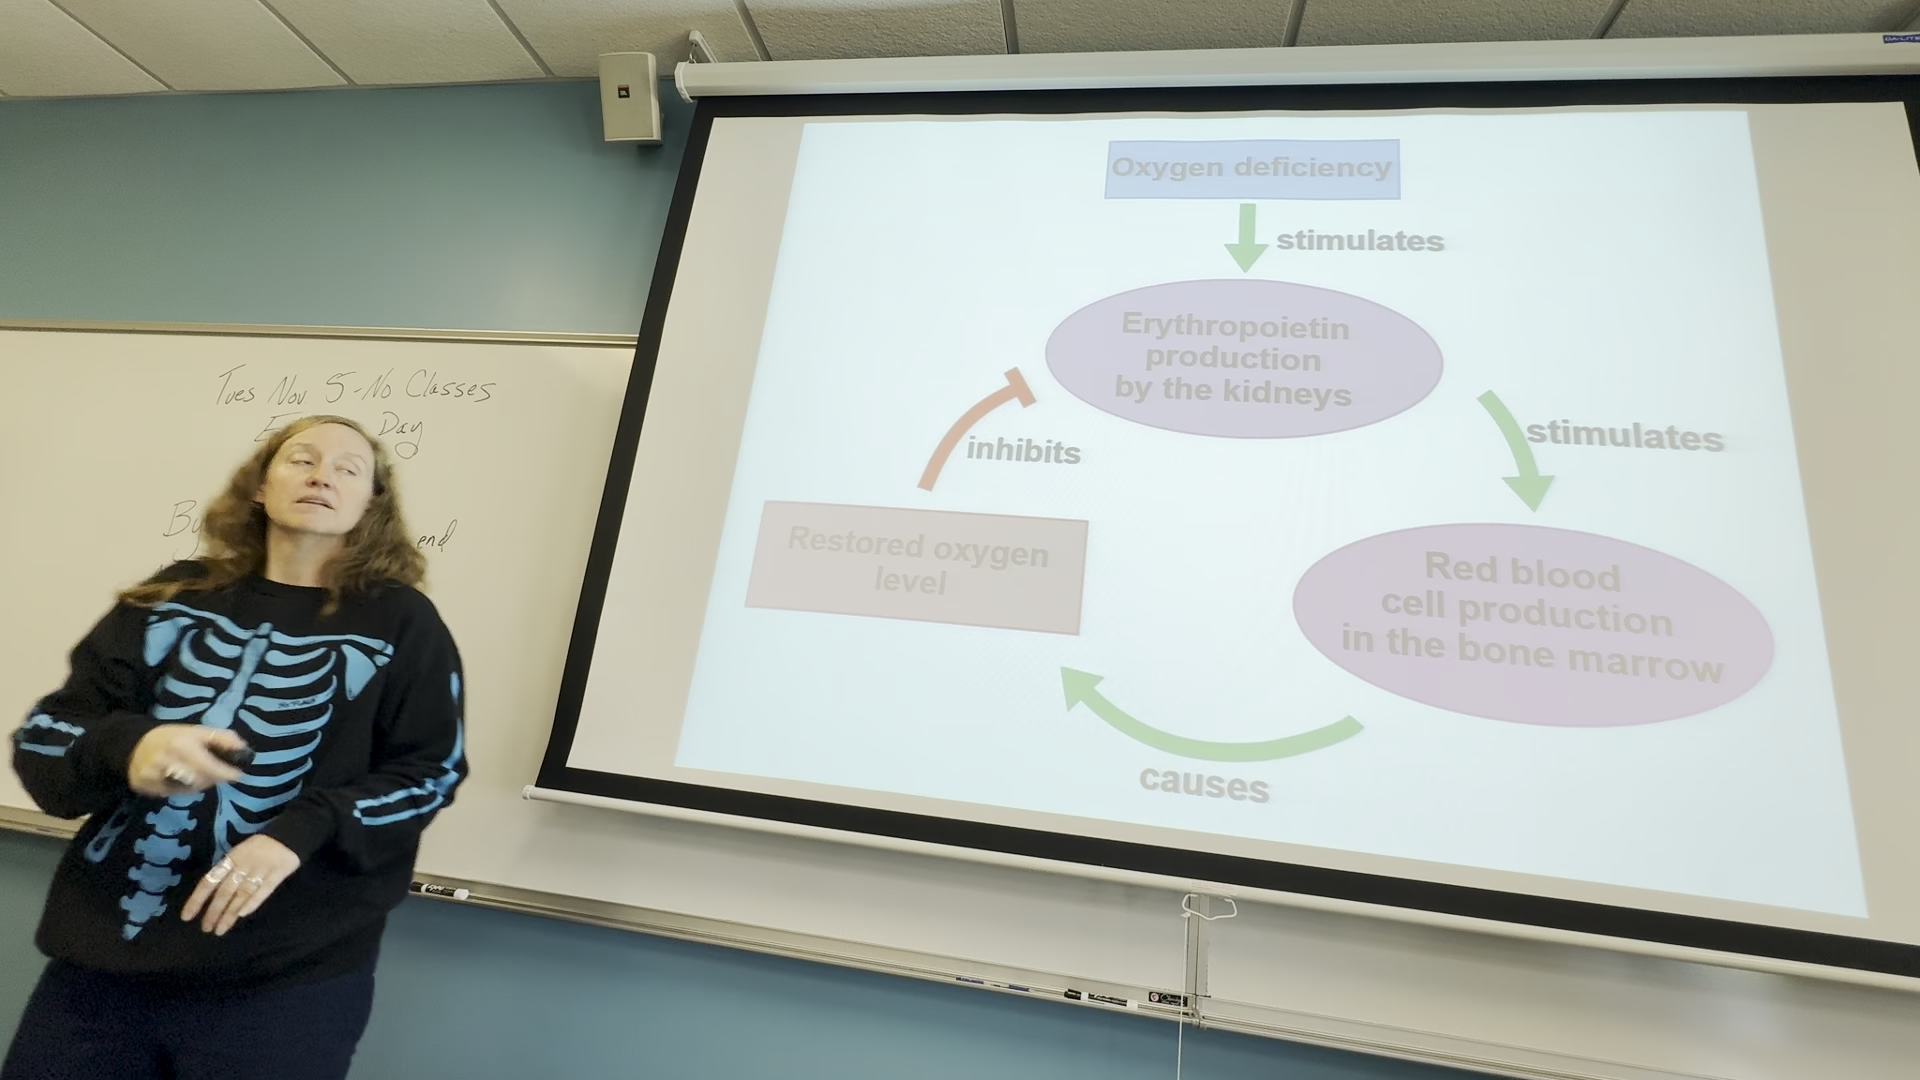 Tues Nov 5-No Classes
Day
By
end
Oxygen deficiency
stimulates
Erythropoietin
production
by the kidneys
stimulates
inhibits
Restored oxygen
level
Red blood
cell production
in the bone marrow
causes